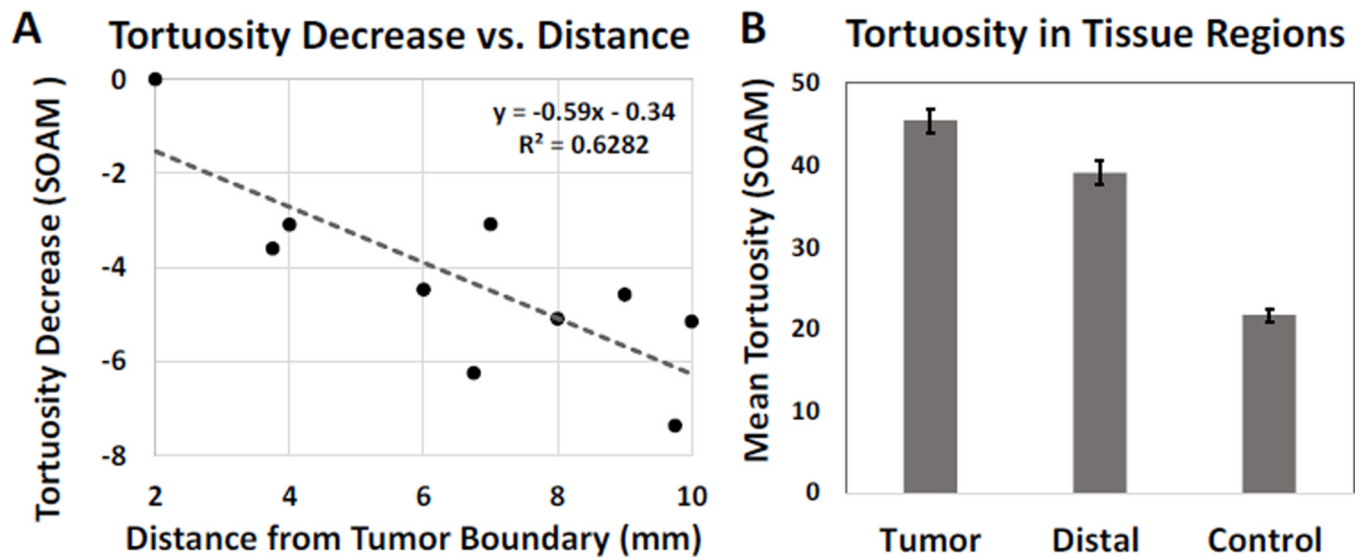 A
Tortuosity Decrease vs. Distance
Tortuosity Decrease (SOAM )
0
-2
-4
-6
-8
y = -0.59x - 0.34
R² = 0.6282
2 4 6 8 10
Distance from Tumor Boundary (mm)
B
Tortuosity in Tissue Regions
Mean Tortuosity (SOAM)
50
40
30
20
10
0
Tumor Distal Control